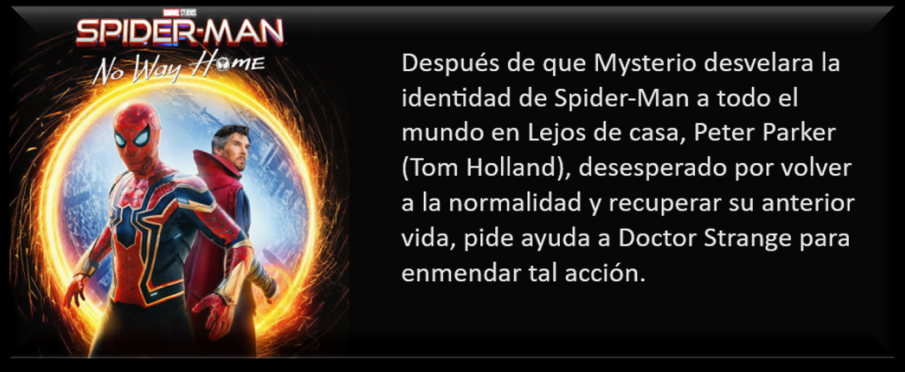 SPIDER-MAN
No Way Home
Después de que Mysterio desvelara la
identidad de Spider-Man a todo el
mundo en Lejos de casa, Peter Parker
(Tom Holland), desesperado por volver
a la normalidad y recuperar su anterior
vida, pide ayuda a Doctor Strange para
enmendar tal acción.